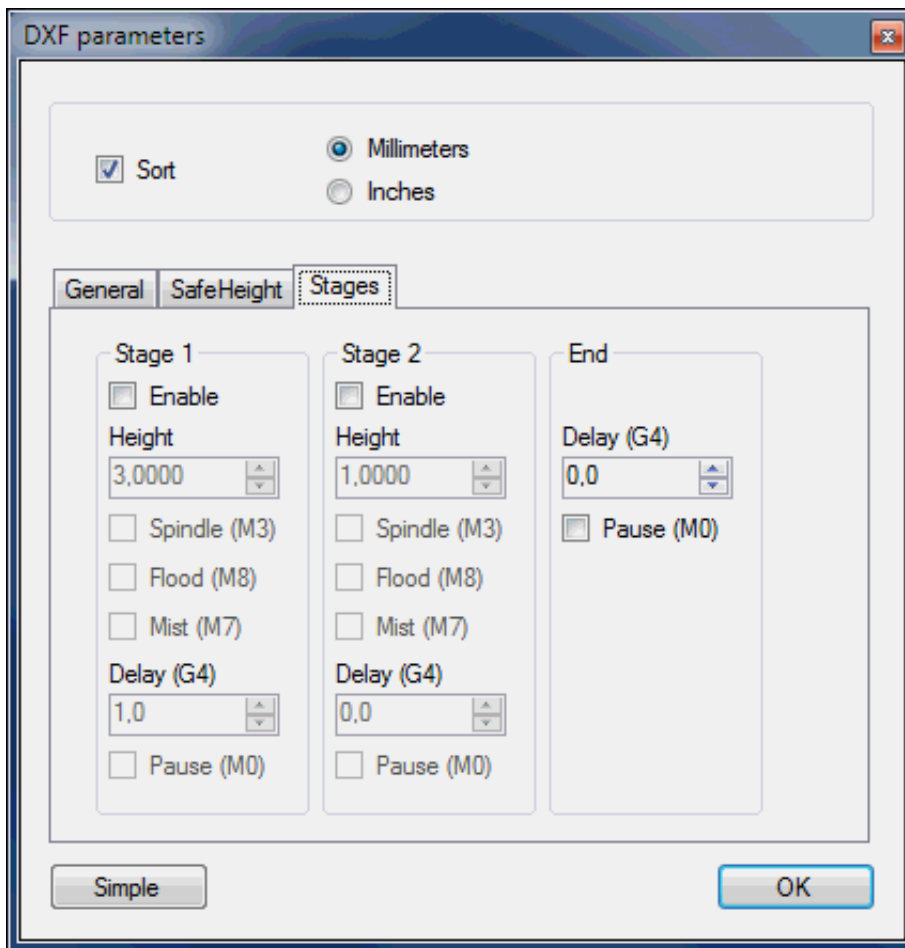 DXF parameters
Sort
Millimeters
Inches
General SafeHeight Stages
Stage 1
Enable
Height
3,0000
Spindle (M3)
Flood (M8)
Mist (M7)
Delay (G4)
1,0
Pause (M0)
Stage 2
Enable
Height
1,0000
Spindle (M3)
Flood (M8)
Mist (M7)
Delay (G4)
0,0
Pause (M0)
End
Delay (G4)
0,0
Pause (M0)
Simple
OK